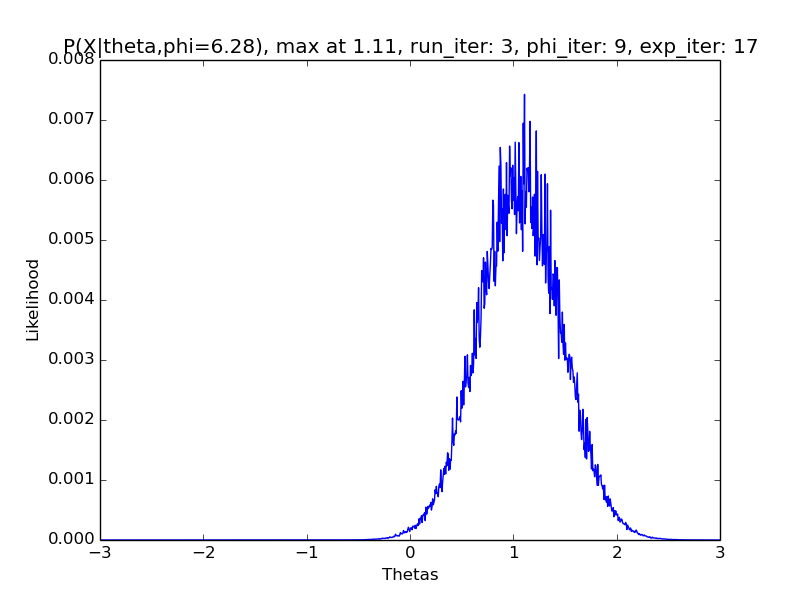 P(X|theta,phi=6.28), max at 1.11, run_iter: 3, phi_iter: 9, exp_iter: 17
0.008
0.007
0.006
0.005
0.004
0.003
0.002
0.001
0.000
Likelihood
−3 −2 −1 0 1 2 3
Thetas